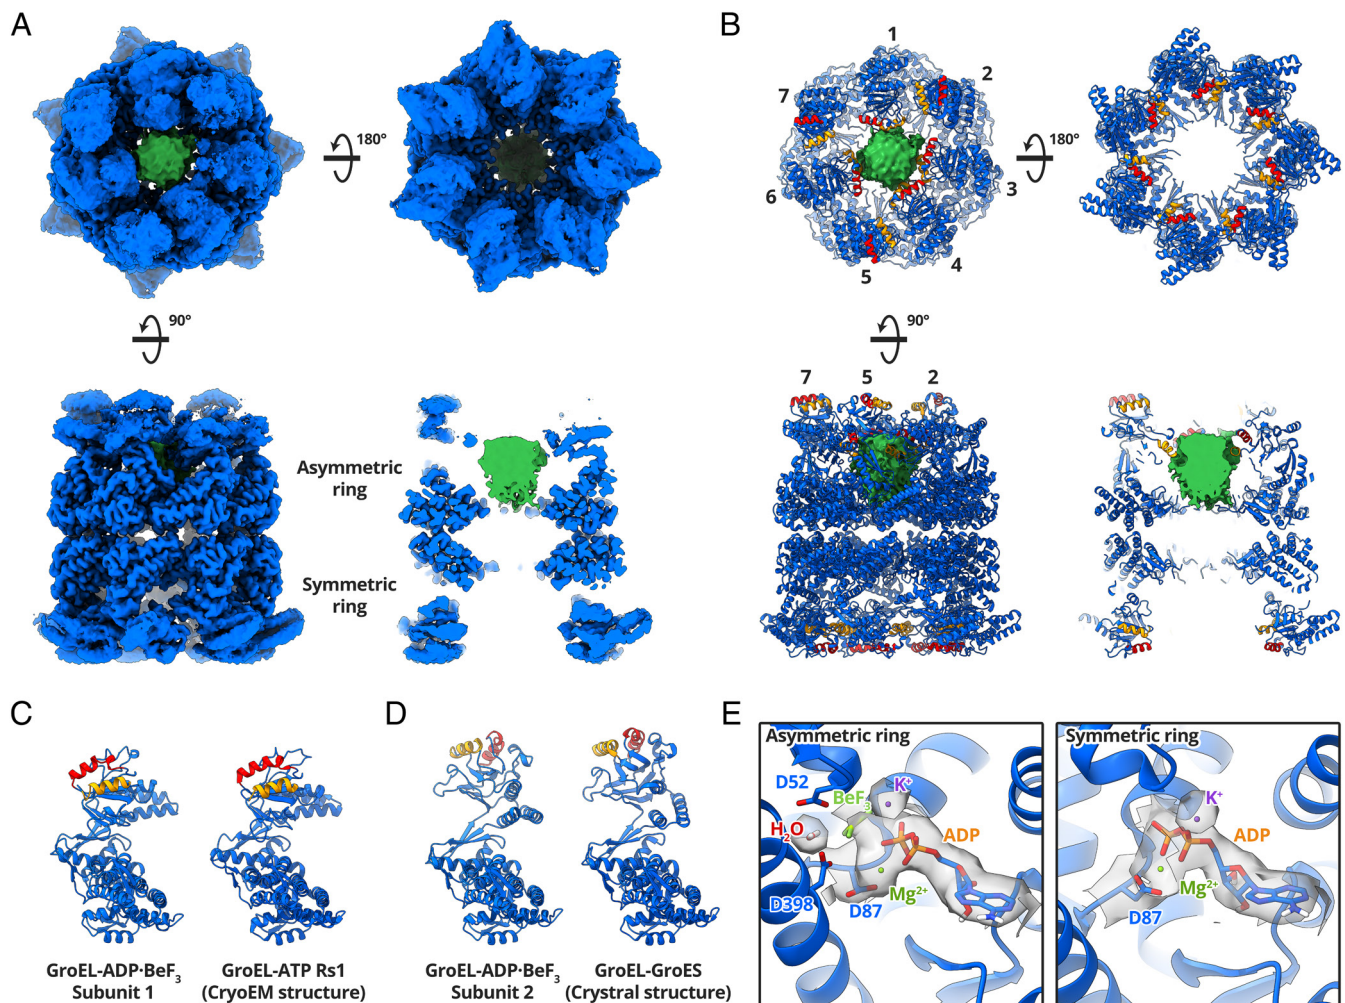 A
180°
90°
Asymmetric
ring
Symmetric
ring
B
1
2
3
4
5
6
7
180°
90°
7 5 2
C
GroEL-ADP·BeF3
Subunit 1
GroEL-ATP Rs1
(CryoEM structure)
D
GroEL-ADP·BeF3
Subunit 2
GroEL-GroES
(Crystral structure)
E
Asymmetric ring
D52
K+
BeF3
H2O
ADP
Mg2+
D398
D87
Symmetric ring
K+
ADP
Mg2+
D87